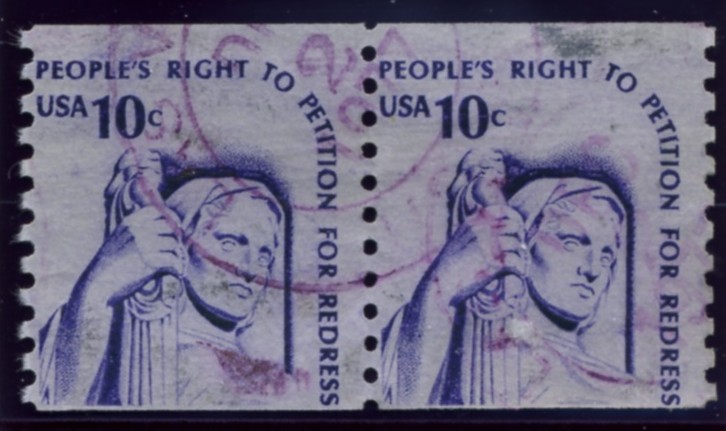 PEOPLE'S RIGHT TO PETITION FOR REDRESS
USA 10c
PEOPLE'S RIGHT TO PETITION FOR REDRESS
USA 10c